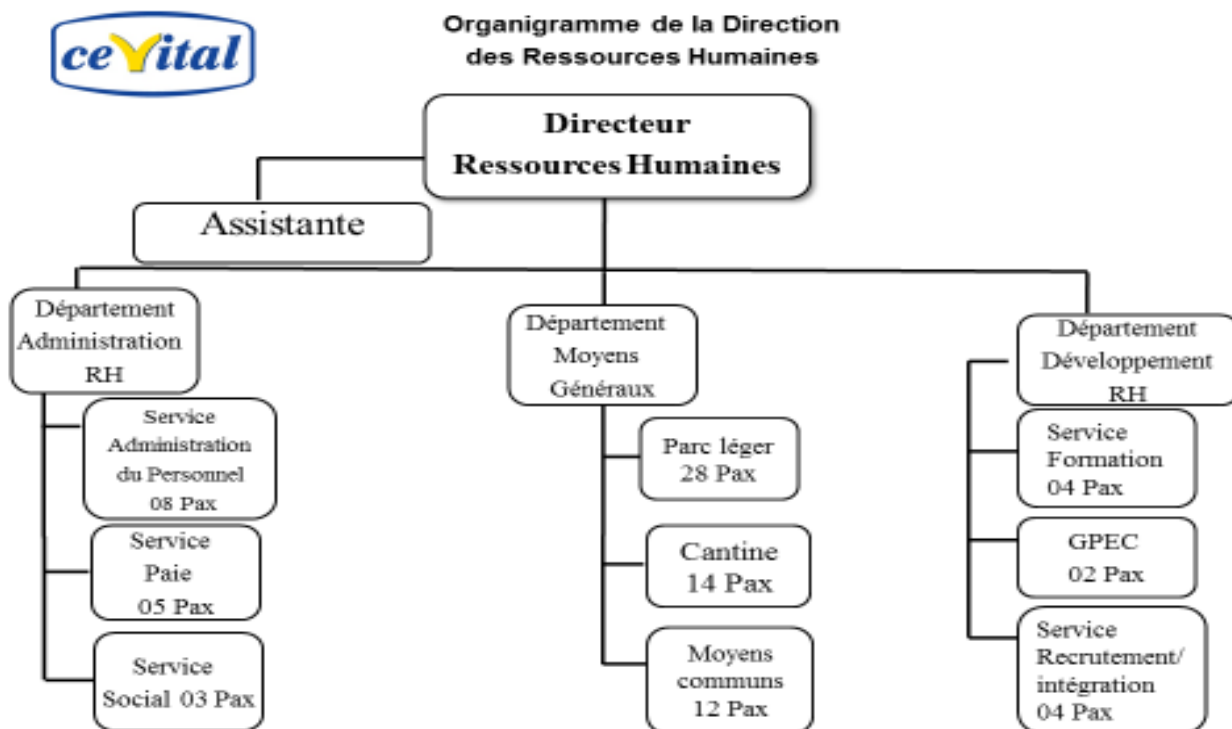 cevital
Organigramme de la Direction
des Ressources Humaines
Directeur
Ressources Humaines
Assistante
Département
Administration
RH
Service
Administration
du Personnel
08 Pax
Service
Paie
05 Pax
Service
Social 03 Pax
Département
Moyens
Généraux
Parc léger
28 Pax
Cantine
14 Pax
Moyens
communs
12 Pax
Département
Développement
RH
Service
Formation
04 Pax
GPEC
02 Pax
Service
Recrutement/
intégration
04 Pax